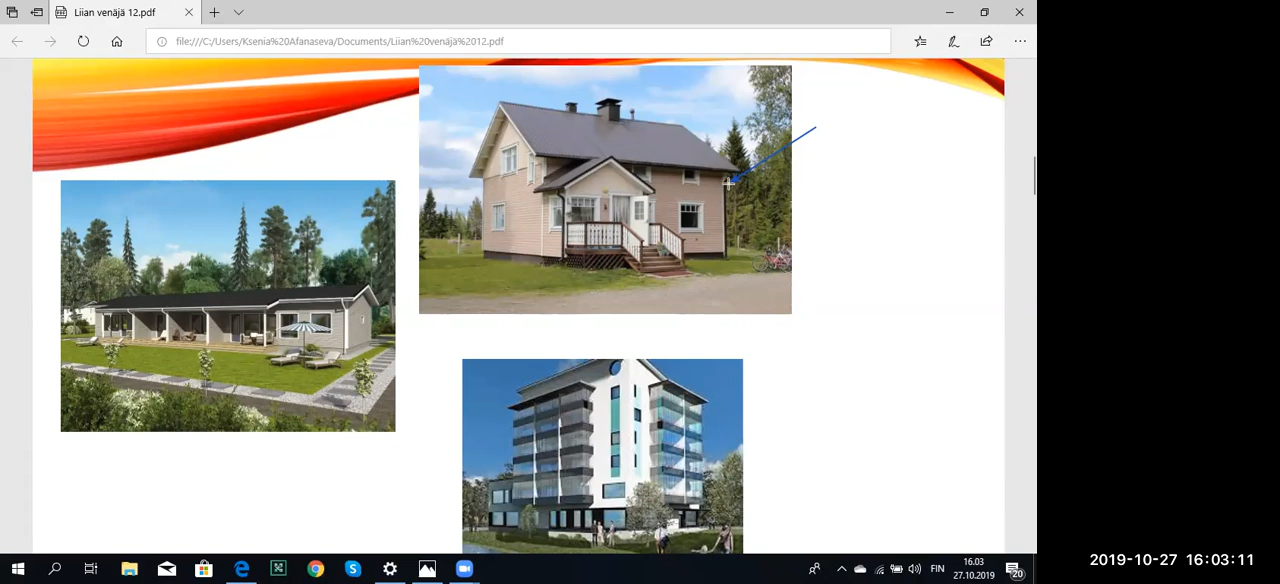 Liian venäjä 12.pdf
file:///C:/Users/Ksenia%20Afanaseva/Documents/Liian%20venäjä%2012.pdf
FIN
16.03
27.10.2019
20
2019-10-27 16:03:11